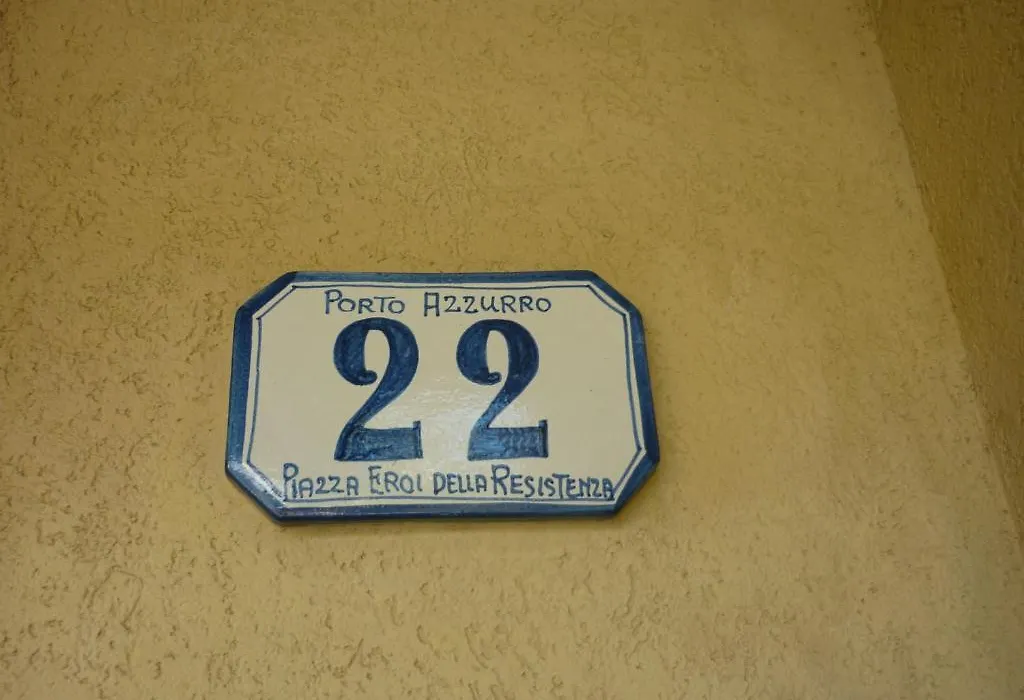 PORTO AZZURRO
22
PIAZZA EROI DELLA RESISTENZA